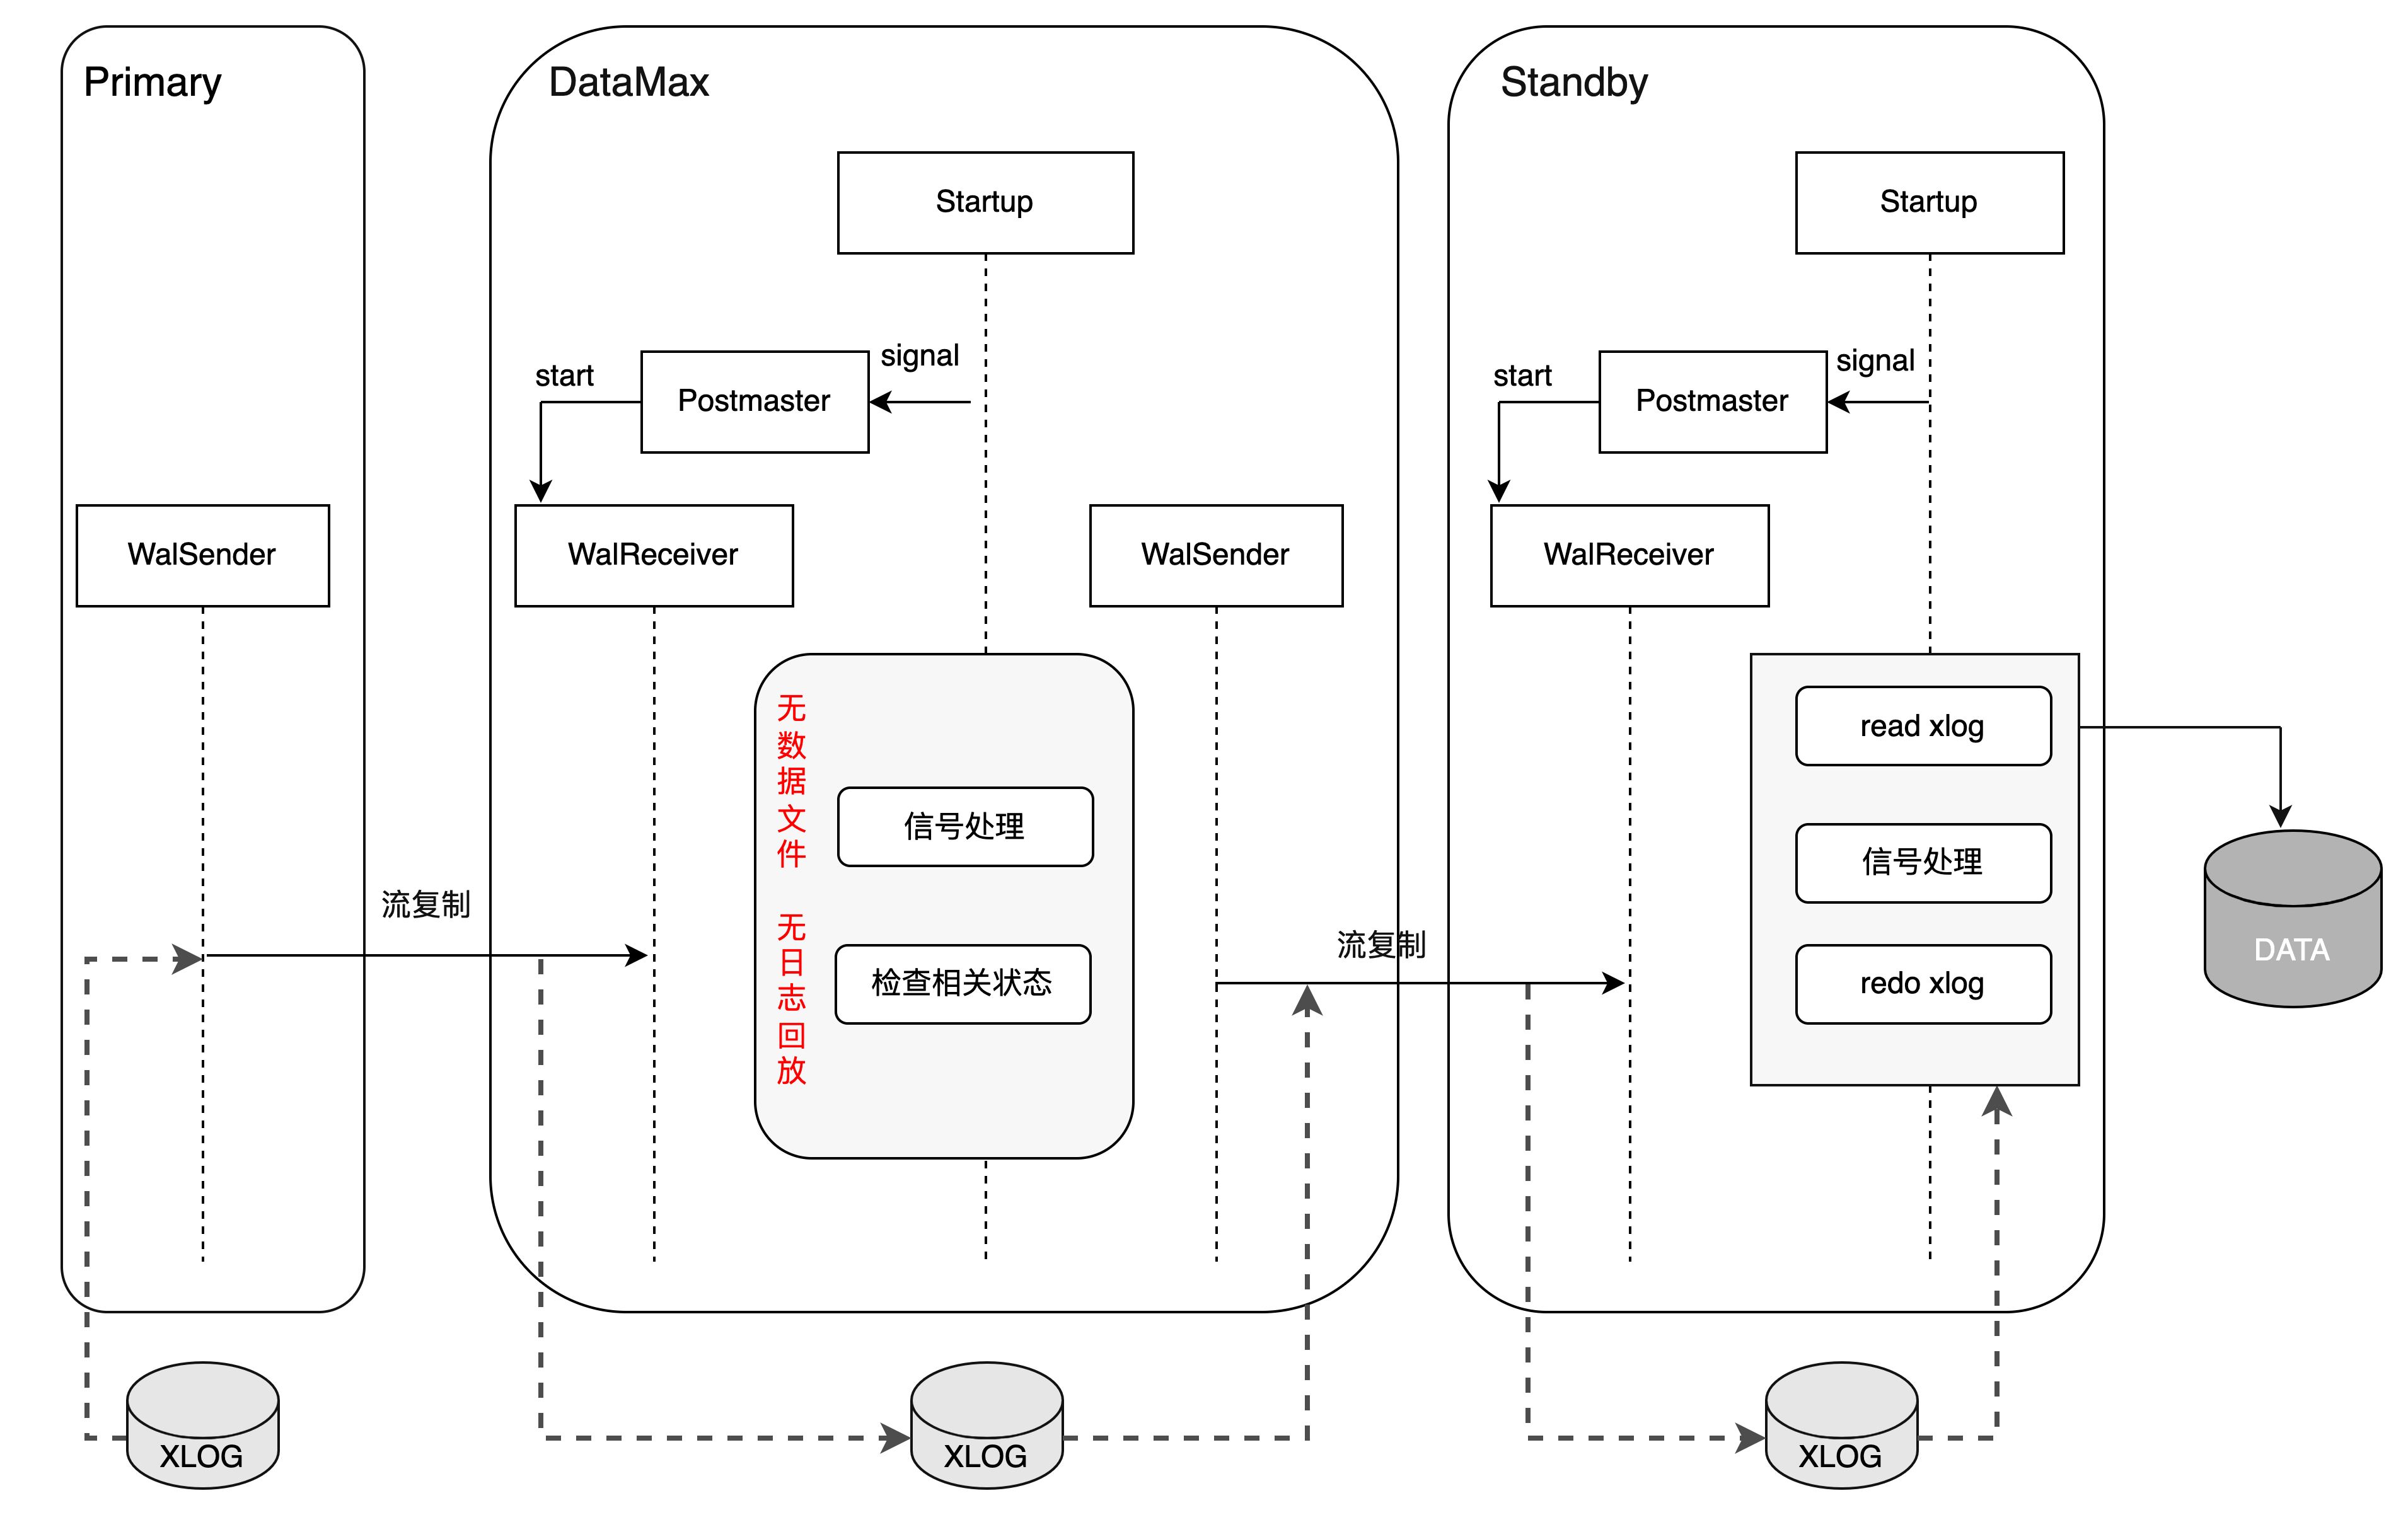 Primary
DataMax
Standby
Startup
Startup
signal
start
Postmaster
signal
start
Postmaster
WalSender
WalReceiver
WalSender
WalReceiver
无数据文件 无日志回放
信号处理
检查相关状态
read xlog
信号处理
redo xlog
流复制
流复制
DATA
XLOG
XLOG
XLOG